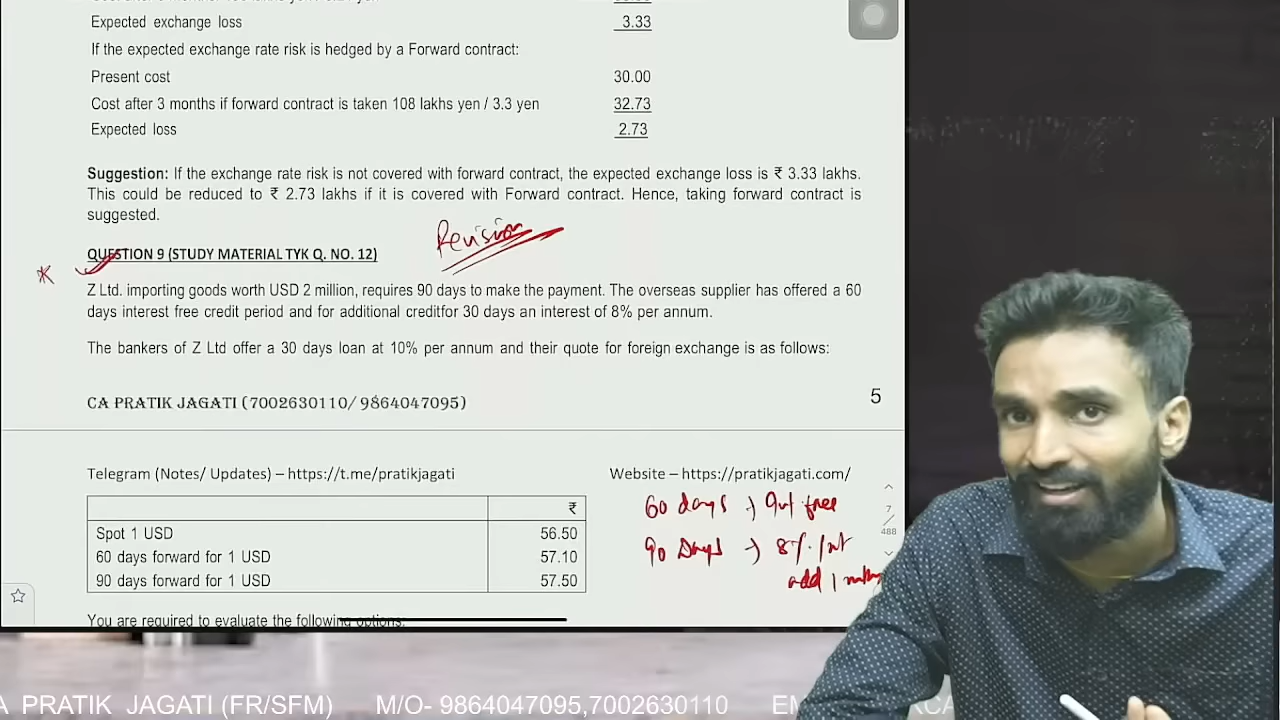 Expected exchange loss 3.33
If the expected exchange rate risk is hedged by a Forward contract:
Present cost 30.00
Cost after 3 months if forward contract is taken 108 lakhs yen / 3.3 yen 32.73
Expected loss 2.73
Suggestion: If the exchange rate risk is not covered with forward contract, the expected exchange loss is ₹ 3.33 lakhs.
This could be reduced to ₹ 2.73 lakhs if it is covered with Forward contract. Hence, taking forward contract is
suggested.
Revision
QUESTION 9 (STUDY MATERIAL TYK Q. NO. 12)
Z Ltd. importing goods worth USD 2 million, requires 90 days to make the payment. The overseas supplier has offered a 60
days interest free credit period and for additional creditfor 30 days an interest of 8% per annum.
The bankers of Z Ltd offer a 30 days loan at 10% per annum and their quote for foreign exchange is as follows:
CA PRATIK JAGATI (7002630110/ 9864047095) 5
Telegram (Notes/ Updates) – https://t.me/pratikjagati Website – https://pratikjagati.com/
₹
Spot 1 USD 56.50
60 days forward for 1 USD 57.10
90 days forward for 1 USD 57.50
60 days → Int free
90 Days → 8% Int
add 1
7
488
You are required to evaluate the following options:
PRATIK JAGATI (FR/SFM) M/O- 9864047095,7002630110